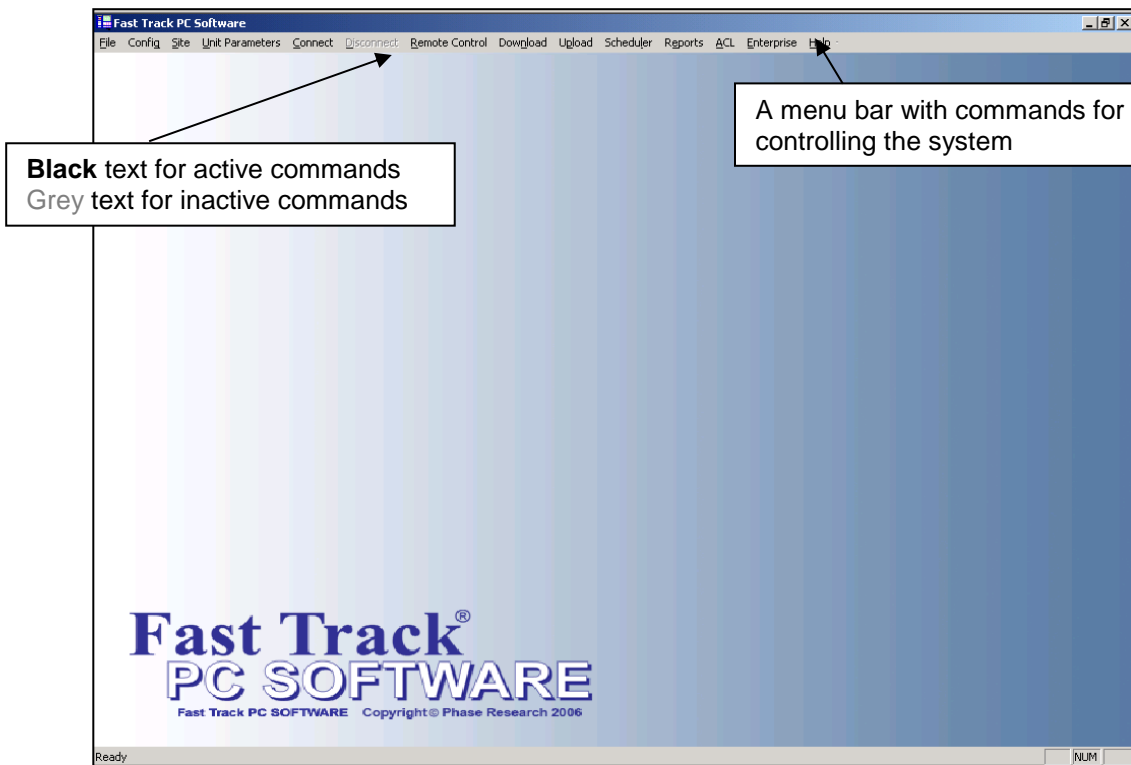 Fast Track PC Software
File Config Site Unit Parameters Connect Disconnect Remote Control Download Upload Scheduler Reports ACL Enterprise Help
A menu bar with commands for
controlling the system
Black text for active commands
Grey text for inactive commands
Fast Track®
PC SOFTWARE
Fast Track PC SOFTWARE Copyright© Phase Research 2006
Ready NUM